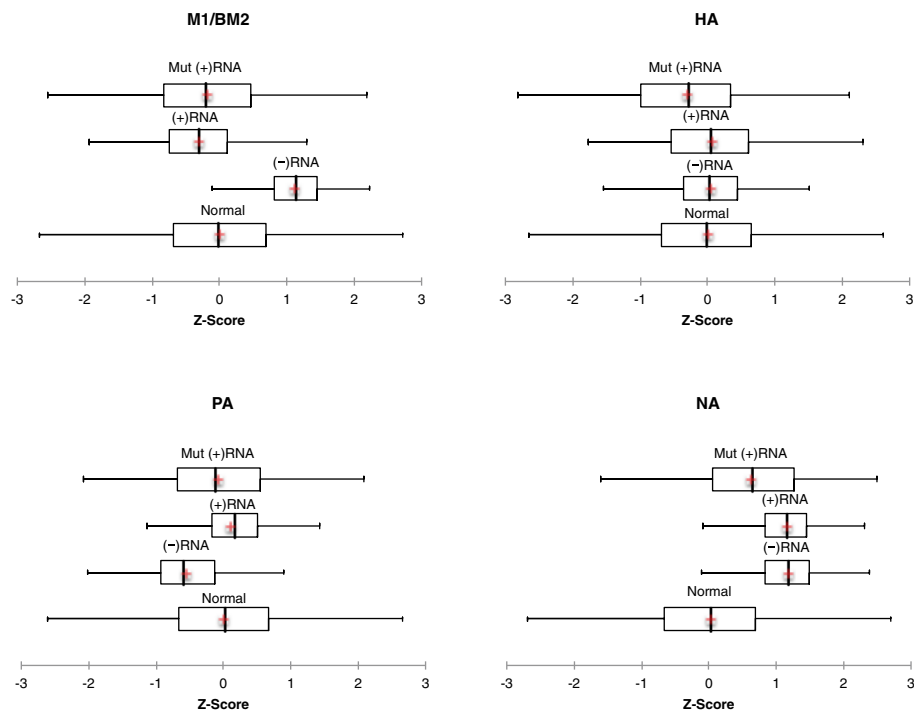 M1/BM2
Mut (+)RNA
(+)RNA
(−)RNA
Normal
-3 -2 -1 0 1 2 3
Z-Score
HA
Mut (+)RNA
(+)RNA
(−)RNA
Normal
-3 -2 -1 0 1 2 3
Z-Score
PA
Mut (+)RNA
(+)RNA
(−)RNA
Normal
-3 -2 -1 0 1 2 3
Z-Score
NA
Mut (+)RNA
(+)RNA
(−)RNA
Normal
-3 -2 -1 0 1 2 3
Z-Score